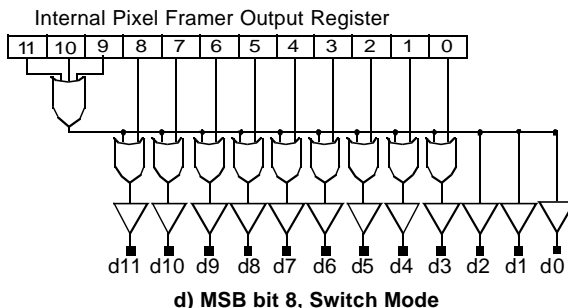 Internal Pixel Framer Output Register
11 10 9 8 7 6 5 4 3 2 1 0
d11 d10 d9 d8 d7 d6 d5 d4 d3 d2 d1 d0
d) MSB bit 8, Switch Mode